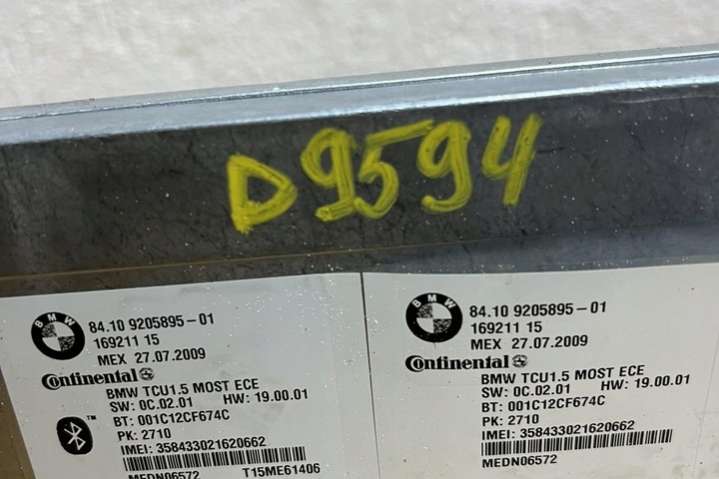 D9594
BMW
84.10 9205895-01
169211 15
MEX 27.07.2009
Continental
BMW TCU1.5 MOST ECE
SW: 0C.02.01 HW: 19.00.01
BT: 001C12CF674C
PK: 2710
IMEI: 358433021620662
MEDN06572 T15ME61406
™
BMW
84.10 9205895-01
169211 15
MEX 27.07.2009
Continental
BMW TCU1.5 MOST ECE
SW: 0C.02.01 HW: 19.00.01
BT: 001C12CF674C
PK: 2710
IMEI: 358433021620662
MEDN06572